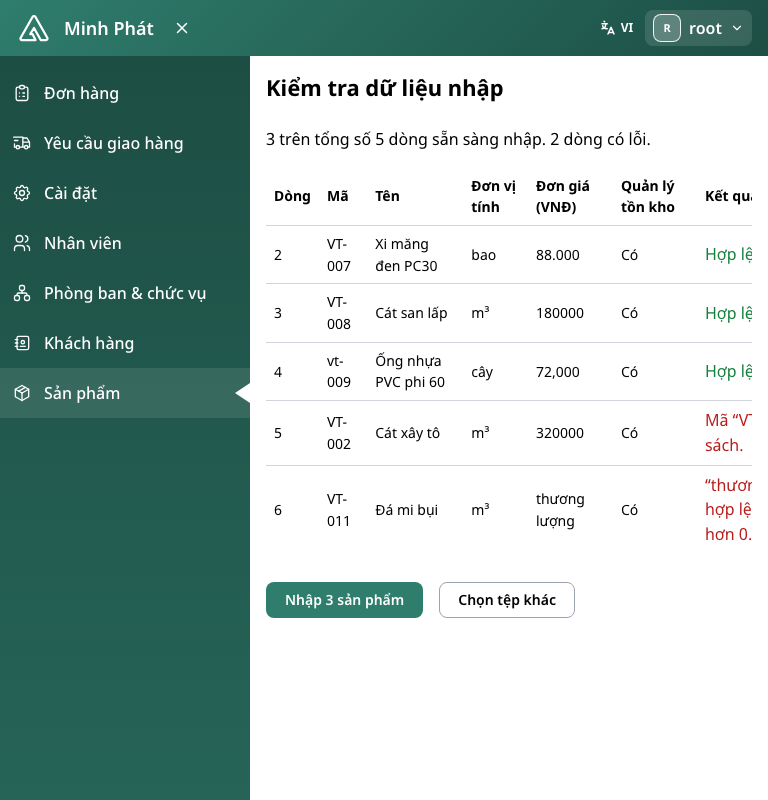 Minh Phát
VI
R
root
Đơn hàng
Yêu cầu giao hàng
Cài đặt
Nhân viên
Phòng ban & chức vụ
Khách hàng
Sản phẩm
Kiểm tra dữ liệu nhập
3 trên tổng số 5 dòng sẵn sàng nhập. 2 dòng có lỗi.
Dòng Mã Tên Đơn vị tính Đơn giá (VNĐ) Quản lý tồn kho Kết
2 VT-007 Xi măng đen PC30 bao 88.000 Có Hợp lệ
3 VT-008 Cát san lấp m³ 180000 Có Hợp lệ
4 vt-009 Ống nhựa PVC phi 60 cây 72,000 Có Hợp lệ
5 VT-002 Cát xây tô m³ 320000 Có Mã sách.
6 VT-011 Đá mi bụi m³ thương lượng Có hợp lệ hơn 0.
Nhập 3 sản phẩm
Chọn tệp khác